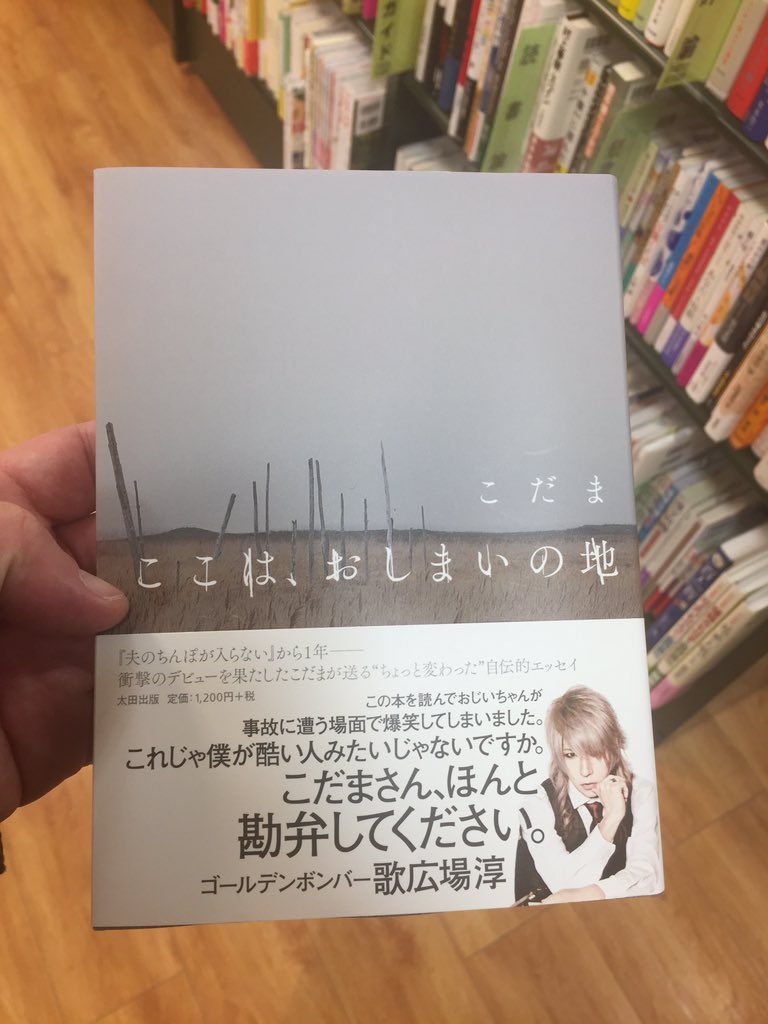 ガイド
読書論
こだま
ここは、おしまいの地
『夫のちんぽが入らない』から1年──
衝撃のデビューを果たしたこだまが送る“ちょっと変わった”自伝的エッセイ
太田出版 定価：1,200円+税
この本を読んでおじいちゃんが
事故に遭う場面で爆笑してしまいました。
これじゃ僕が酷い人みたいじゃないですか。
こだまさん、ほんと
勘弁してください。
ゴールデンボンバー歌広場淳